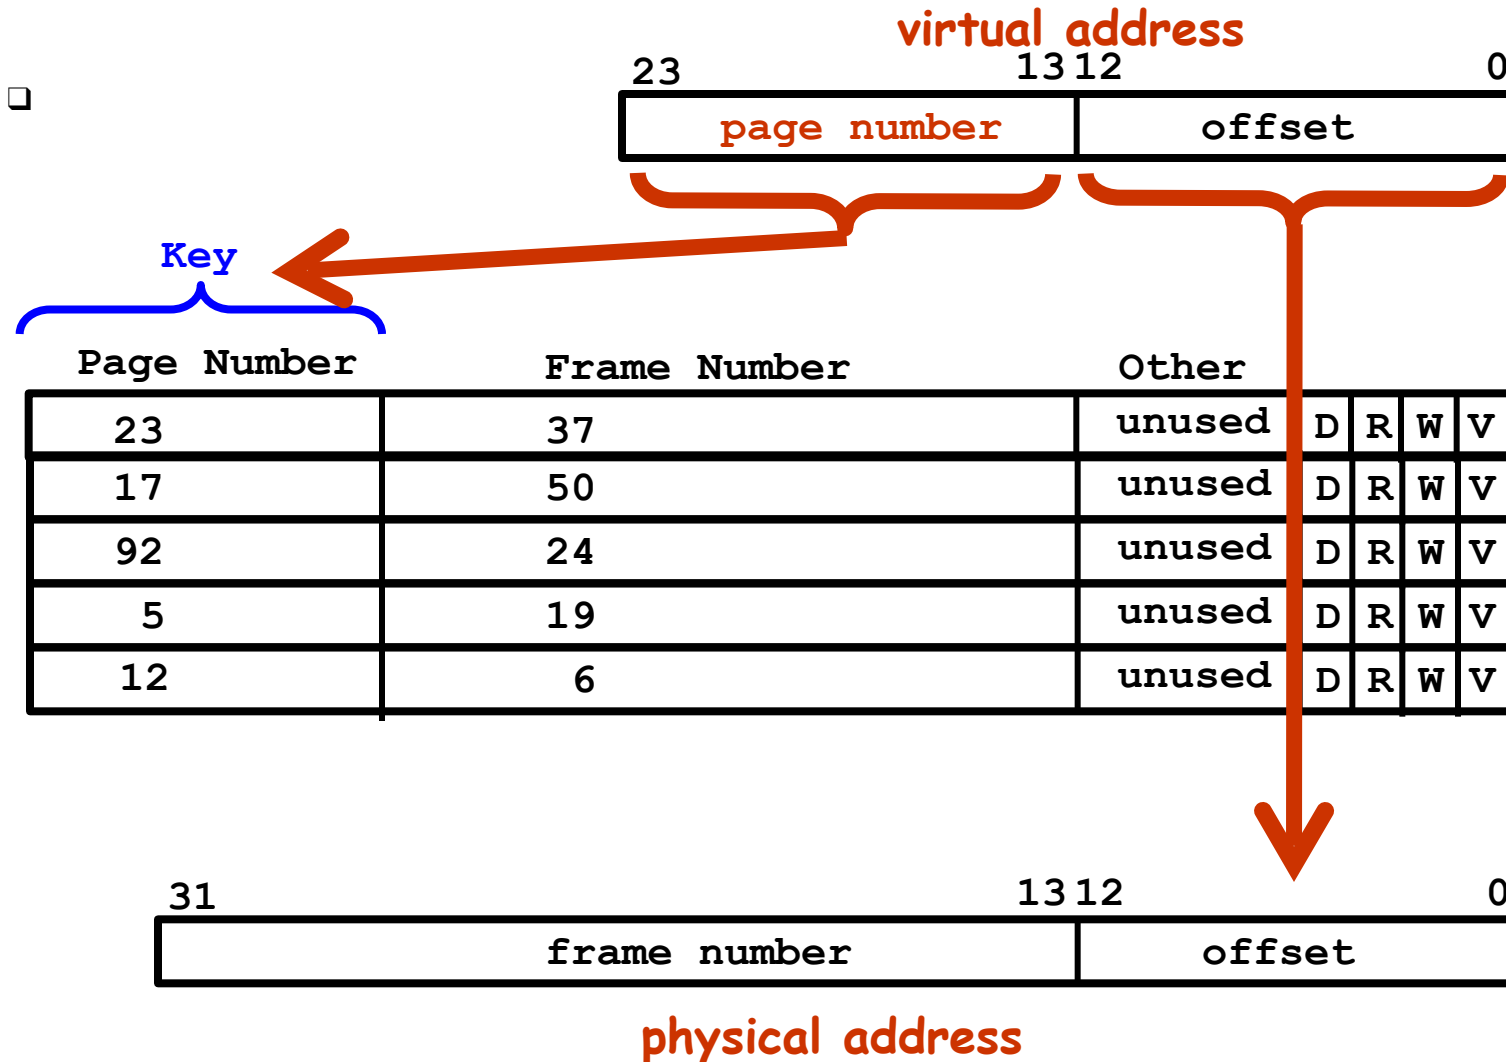 virtual address
23 13 12 0
❑
page number offset
Key
Page Number Frame Number Other
23 37 unused D R W V
17 50 unused D R W V
92 24 unused D R W V
5 19 unused D R W V
12 6 unused D R W V
31 13 12 0
frame number offset
physical address